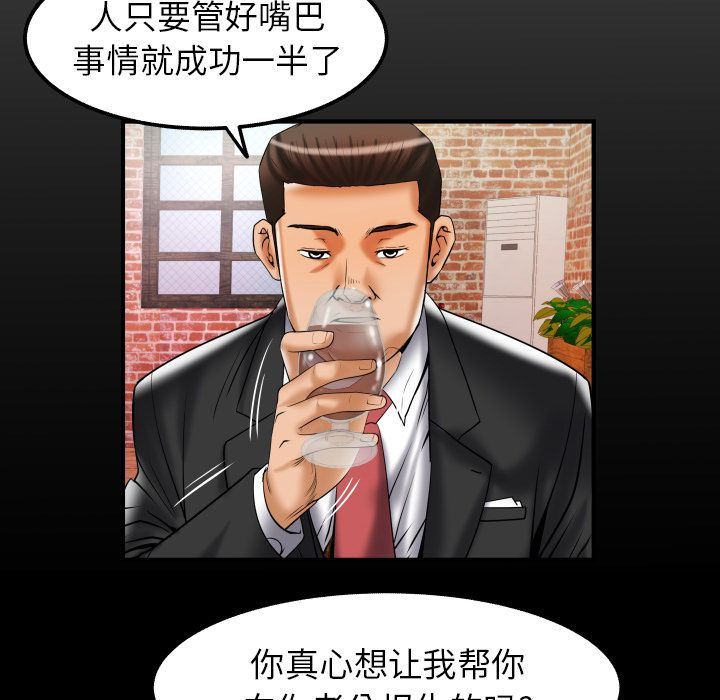 人只要管好嘴巴
事情就成功一半了
你真心想让我帮你